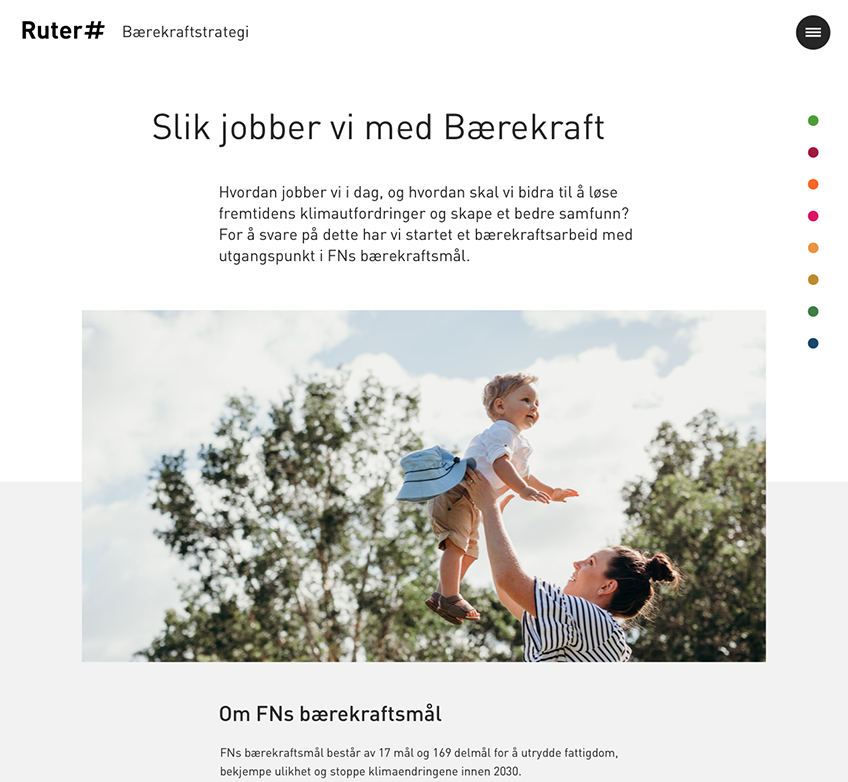 Ruter# Bærekraftstrategi
Slik jobber vi med Bærekraft
Hvordan jobber vi i dag, og hvordan skal vi bidra til å løse
fremtidens klimautfordringer og skape et bedre samfunn?
For å svare på dette har vi startet et bærekraftsarbeid med
utgangspunkt i FNs bærekraftsmål.
Om FNs bærekraftsmål
FNs bærekraftsmål består av 17 mål og 169 delmål for å utrydde fattigdom,
bekjempe ulikhet og stoppe klimaendringene innen 2030.